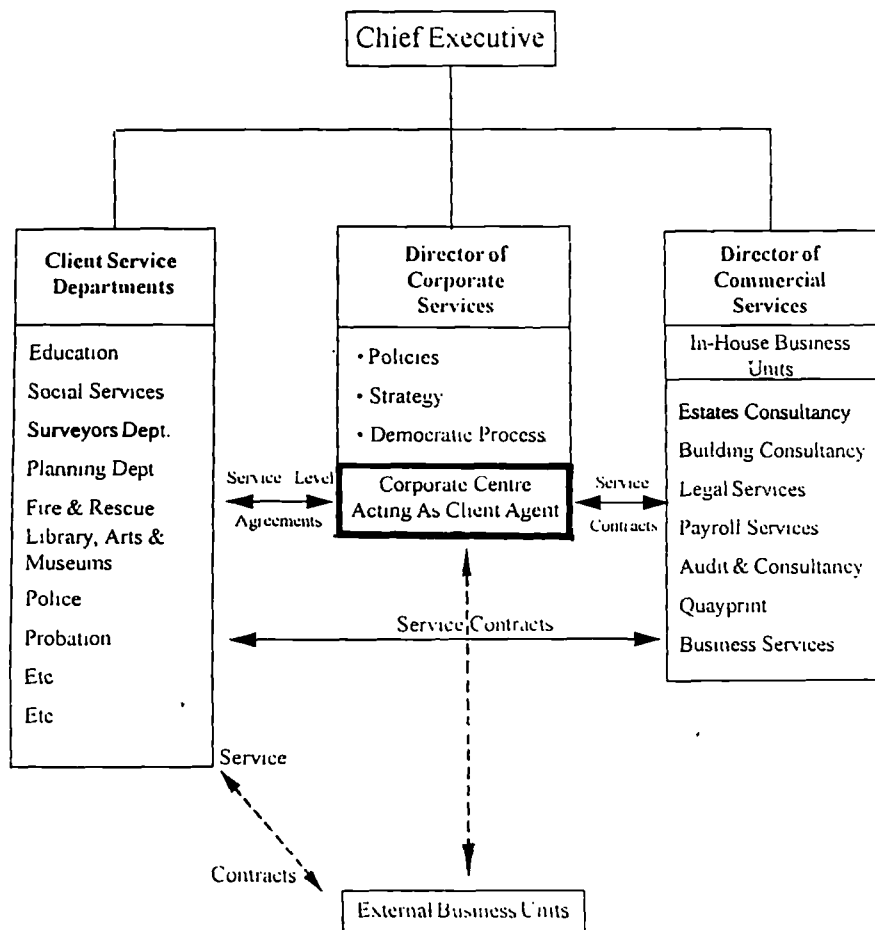 Chief Executive
Client Service
Departments
Education
Social Services
Surveyors Dept.
Planning Dept
Fire & Rescue
Library, Arts &
Museums
Police
Probation
Etc
Etc
Director of
Corporate
Services
• Policies
• Strategy
• Democratic Process
Corporate Centre
Acting As Client Agent
Director of
Commercial
Services
In-House Business
Units
Estates Consultancy
Building Consultancy
Legal Services
Payroll Services
Audit & Consultancy
Quayprint
Business Services
Service Level
Agreements
Service
Contracts
Service Contracts
Service
Contracts
External Business Units